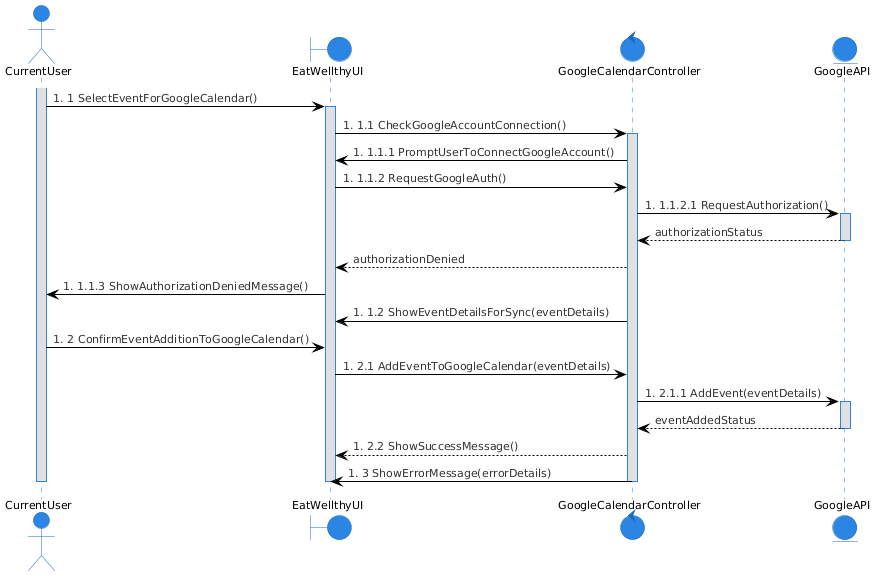 CurrentUser EatWellthyUI GoogleCalendarController GoogleAPI
1. 1 SelectEventForGoogleCalendar()
1. 1.1 CheckGoogleAccountConnection()
1. 1.1.1 PromptUserToConnectGoogleAccount()
1. 1.1.2 RequestGoogleAuth()
1. 1.1.2.1 RequestAuthorization()
authorizationStatus
authorizationDenied
1. 1.1.3 ShowAuthorizationDeniedMessage()
1. 1.2 ShowEventDetailsForSync(eventDetails)
1. 2 ConfirmEventAdditionToGoogleCalendar()
1. 2.1 AddEventToGoogleCalendar(eventDetails)
1. 2.1.1 AddEvent(eventDetails)
eventAddedStatus
1. 2.2 ShowSuccessMessage()
1. 3 ShowErrorMessage(errorDetails)
CurrentUser EatWellthyUI GoogleCalendarController GoogleAPI